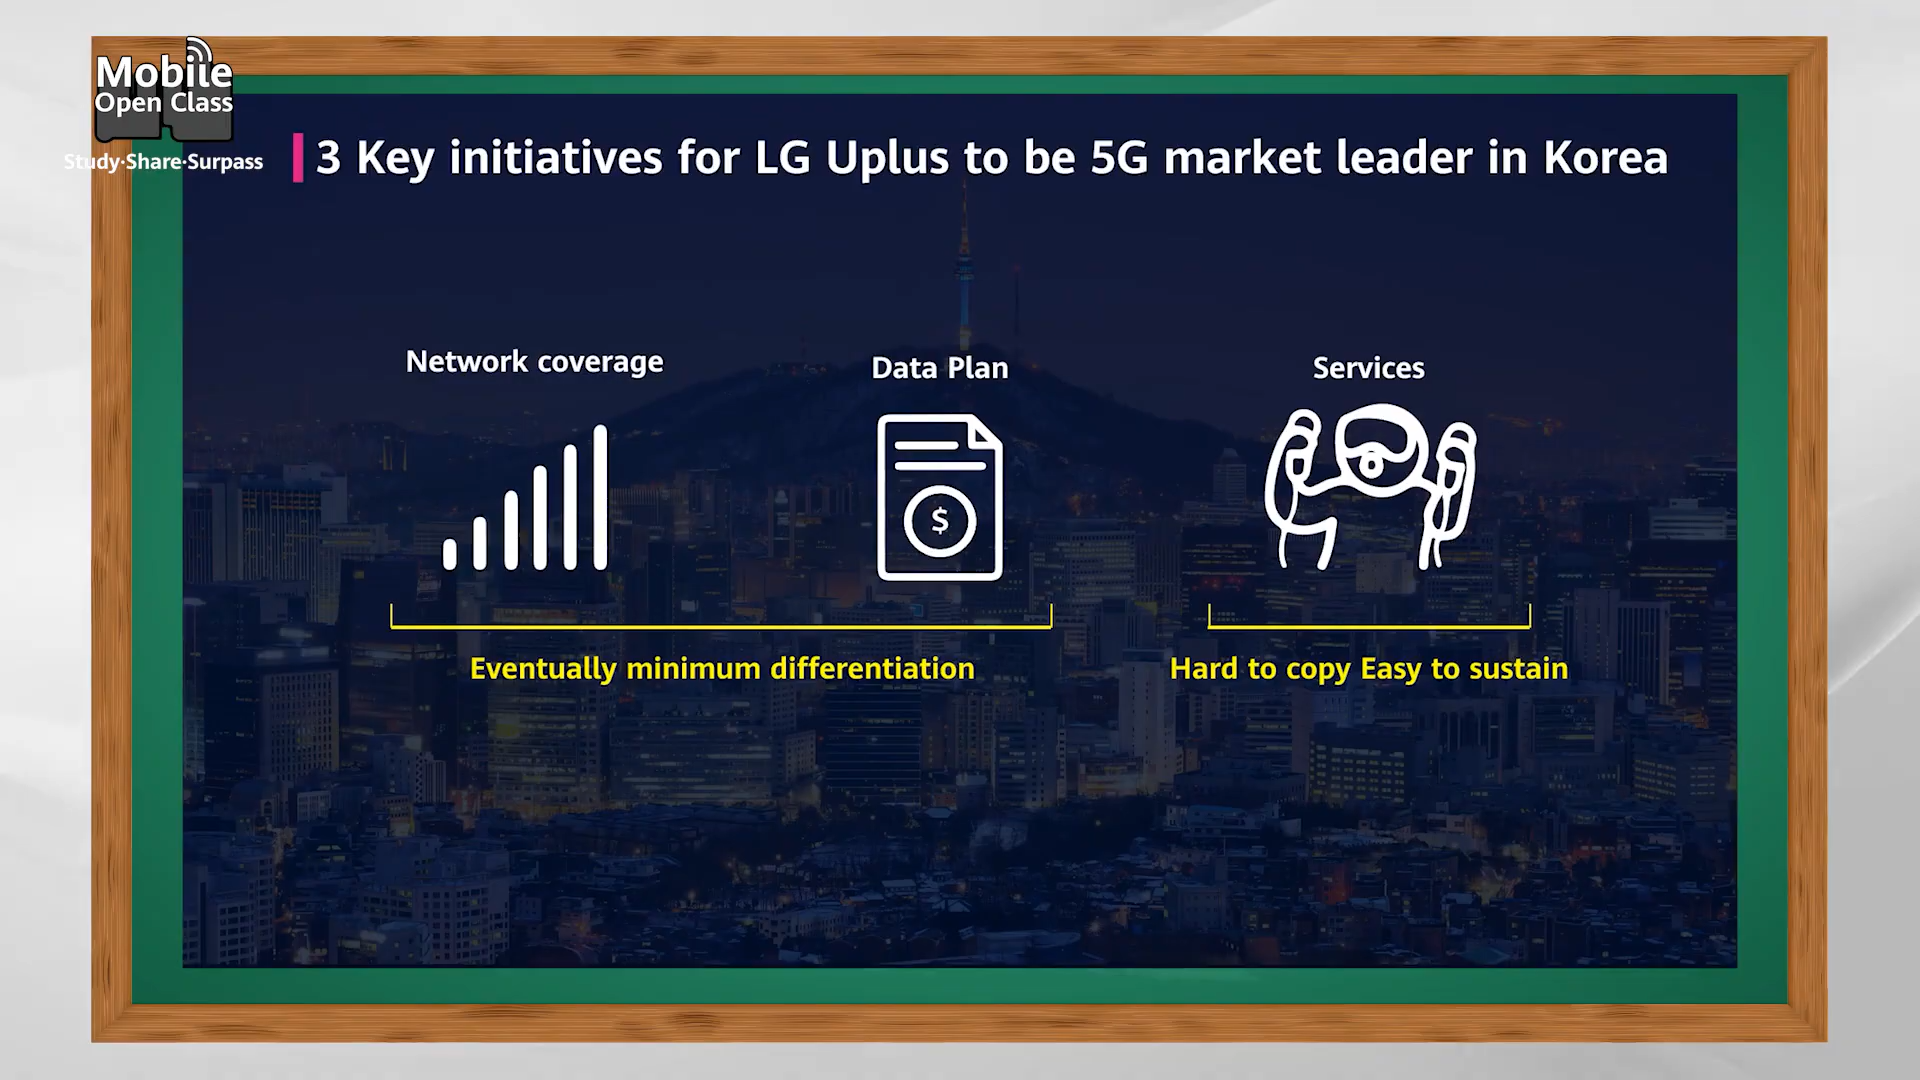 Mobile
Open Class
Study·Share·Surpass
3 Key initiatives for LG Uplus to be 5G market leader in Korea
Network coverage
Data Plan
Services
$
Eventually minimum differentiation
Hard to copy Easy to sustain